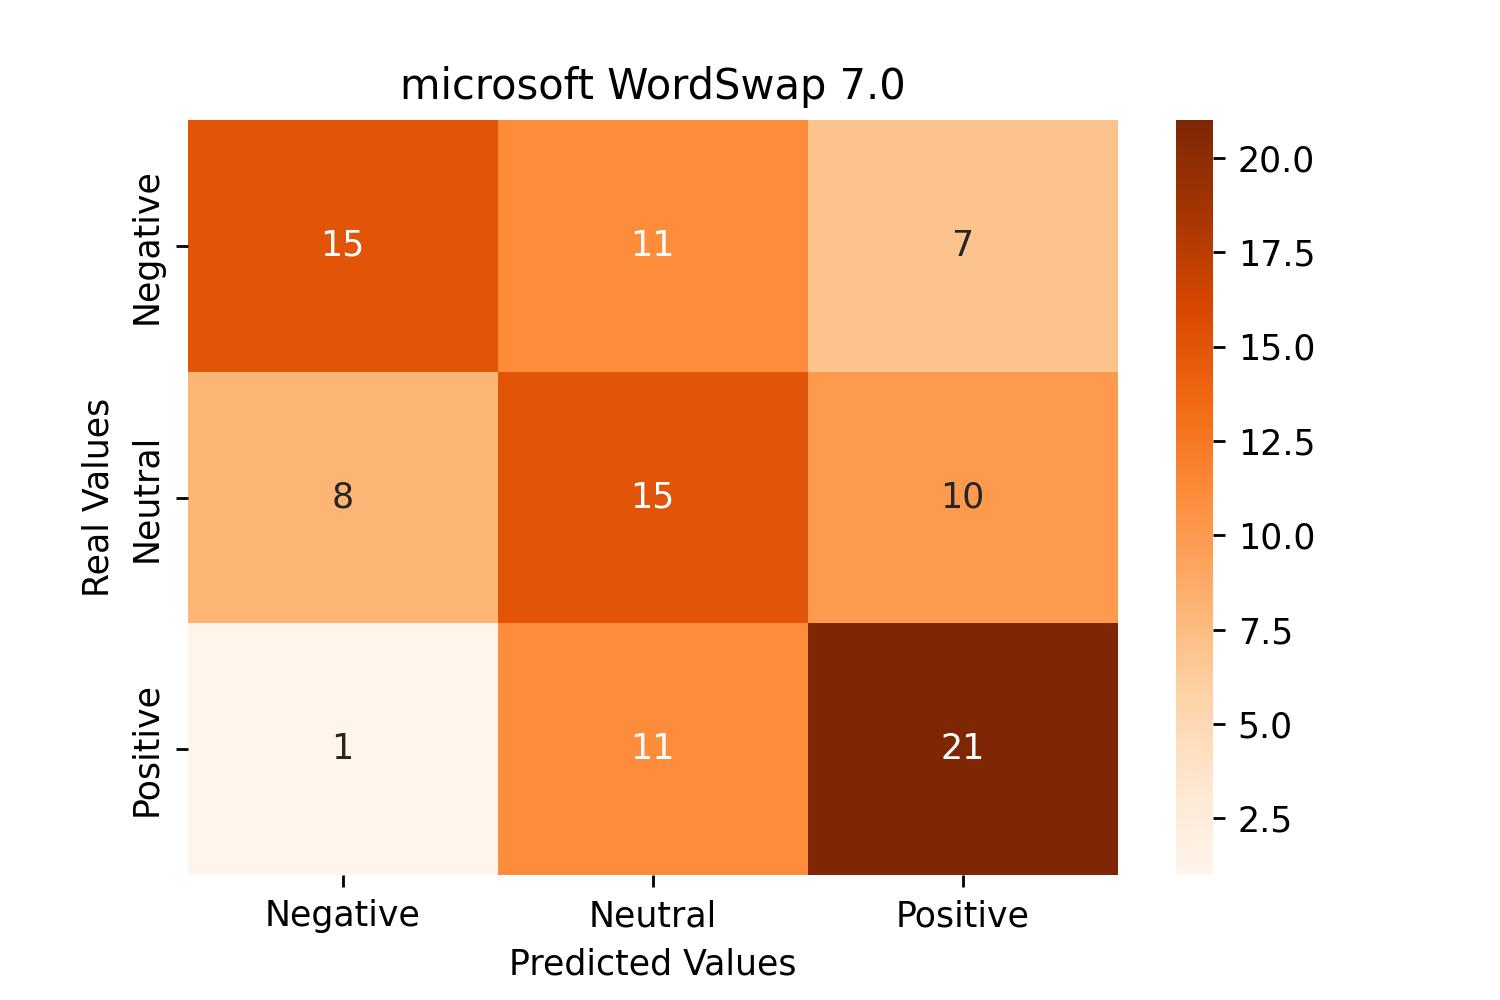 microsoft WordSwap 7.0
Real Values
Negative
15 11 7
Neutral
8 15 10
Positive
1 11 21
Negative Neutral Positive
Predicted Values
20.0
17.5
15.0
12.5
10.0
7.5
5.0
2.5